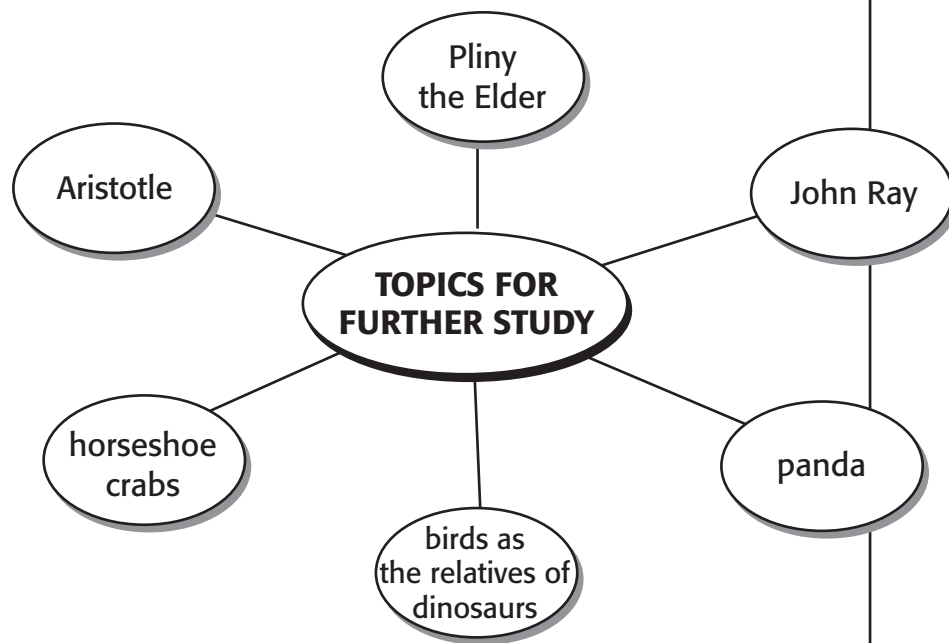 Pliny
the Elder
Aristotle
John Ray
TOPICS FOR
FURTHER STUDY
horseshoe
crabs
panda
birds as
the relatives of
dinosaurs